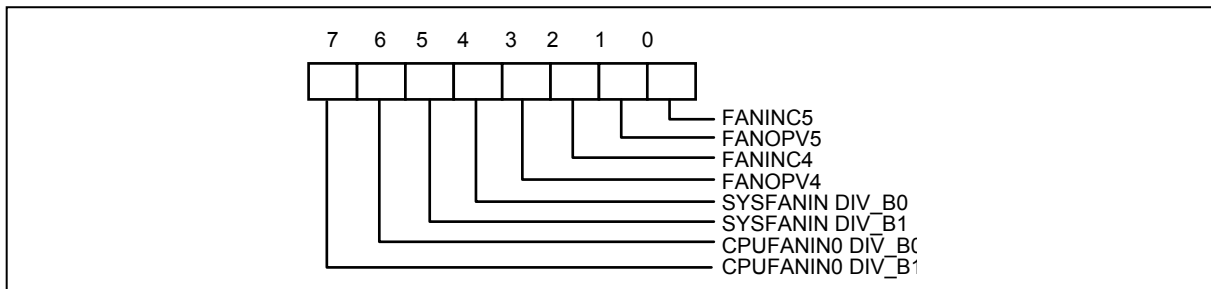 7 6 5 4 3 2 1 0
FANINC5
FANOPV5
FANINC4
FANOPV4
SYSFANIN DIV_B0
SYSFANIN DIV_B1
CPUFANIN0 DIV_B0
CPUFANIN0 DIV_B1